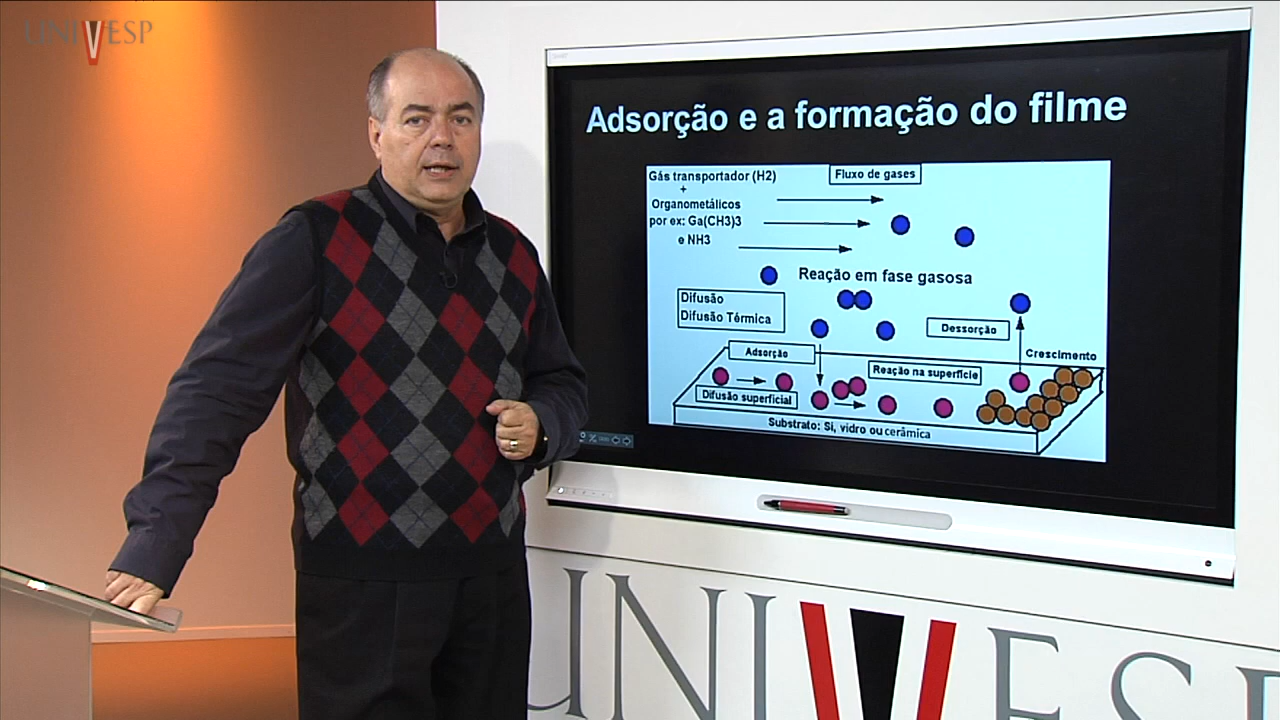 UNIVESP
Adsorção e a formação do filme
Gás transportador (H2)
+
Organometálicos
por ex: Ga(CH3)3
e NH3
Fluxo de gases
Reação em fase gasosa
Difusão
Difusão Térmica
Dessorção
Adsorção
Crescimento
Reação na superfície
Difusão superficial
Substrato: Si, vidro ou cerâmica
UNIVESP